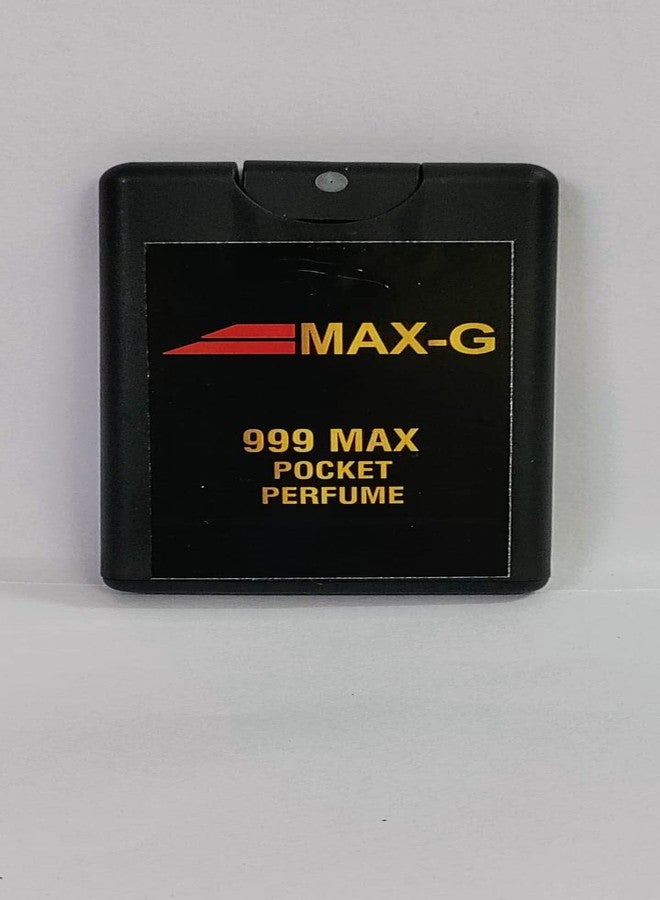 MAX-G
999 MAX
POCKET
PERFUME